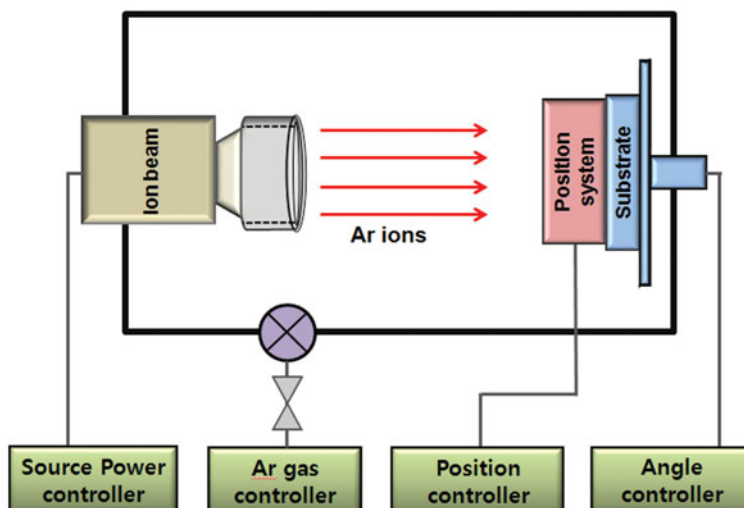 Ion beam
Ar ions
Position
system
Substrate
Source Power
controller
Ar gas
controller
Position
controller
Angle
controller